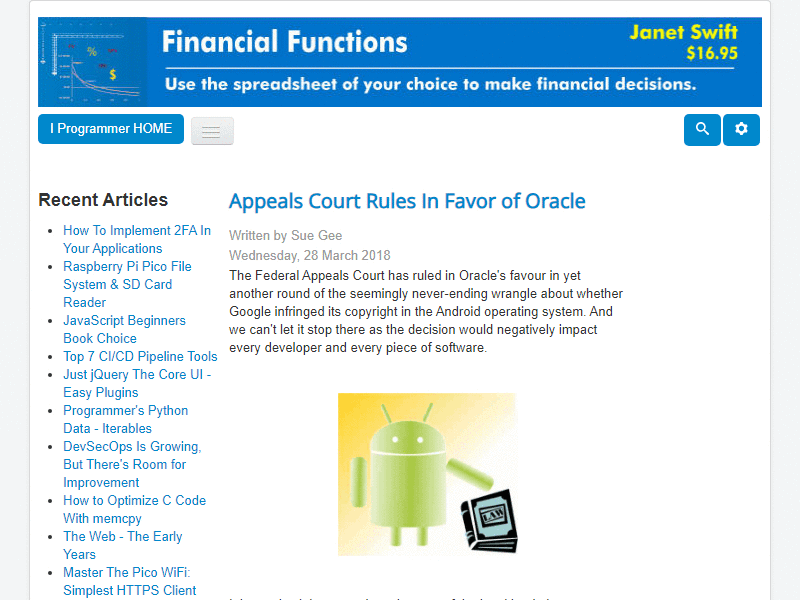 Financial Functions
Janet Swift
$16.95
Use the spreadsheet of your choice to make financial decisions.
I Programmer HOME
Recent Articles
How To Implement 2FA In
Your Applications
Raspberry Pi Pico File
System & SD Card
Reader
JavaScript Beginners
Book Choice
Top 7 CI/CD Pipeline Tools
Just jQuery The Core UI -
Easy Plugins
Programmer's Python
Data - Iterables
DevSecOps Is Growing,
But There's Room for
Improvement
How to Optimize C Code
With memcpy
The Web - The Early
Years
Master The Pico WiFi:
Simplest HTTPS Client
Appeals Court Rules In Favor of Oracle
Written by Sue Gee
Wednesday, 28 March 2018
The Federal Appeals Court has ruled in Oracle's favour in yet
another round of the seemingly never-ending wrangle about whether
Google infringed its copyright in the Android operating system. And
we can't let it stop there as the decision would negatively impact
every developer and every piece of software.
LAW